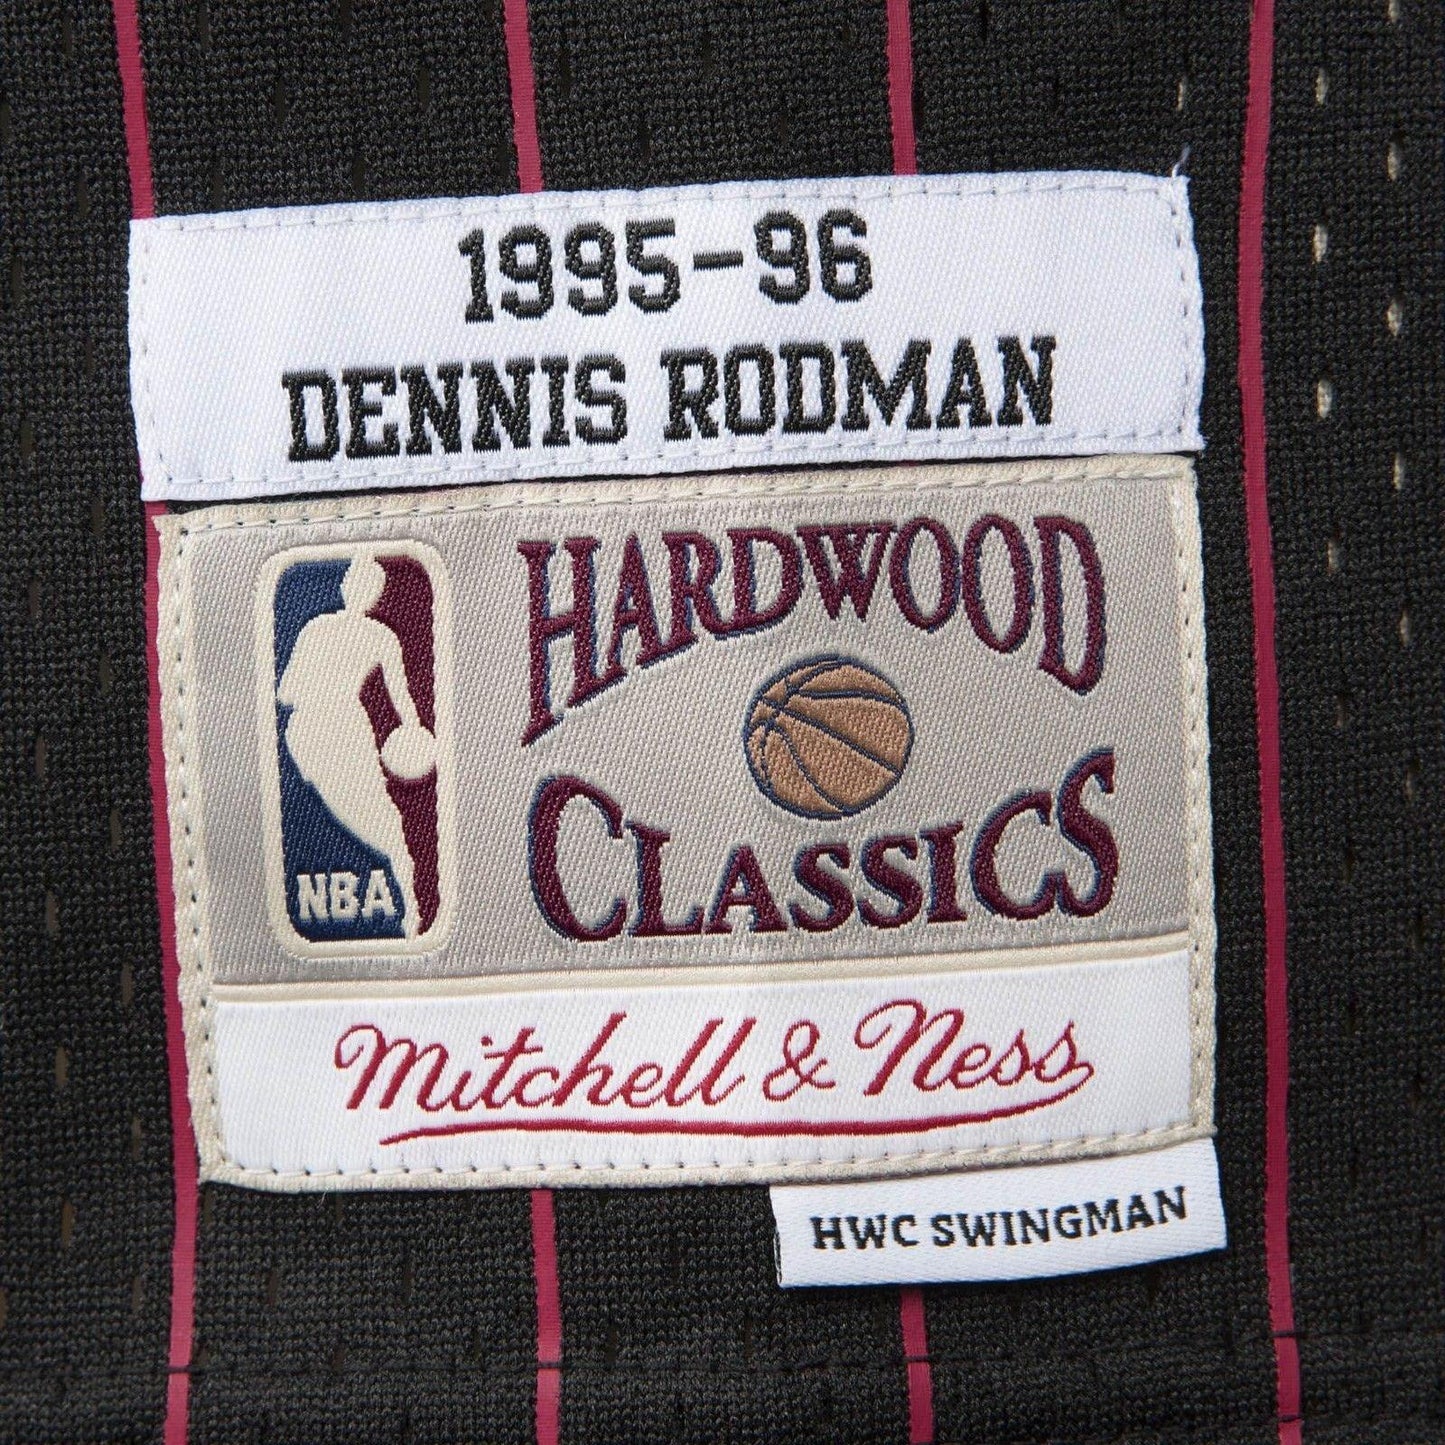 1995-96
DENNIS RODMAN
HARDWOOD
CLASSICS
NBA
Mitchell & Ness
HWC SWINGMAN